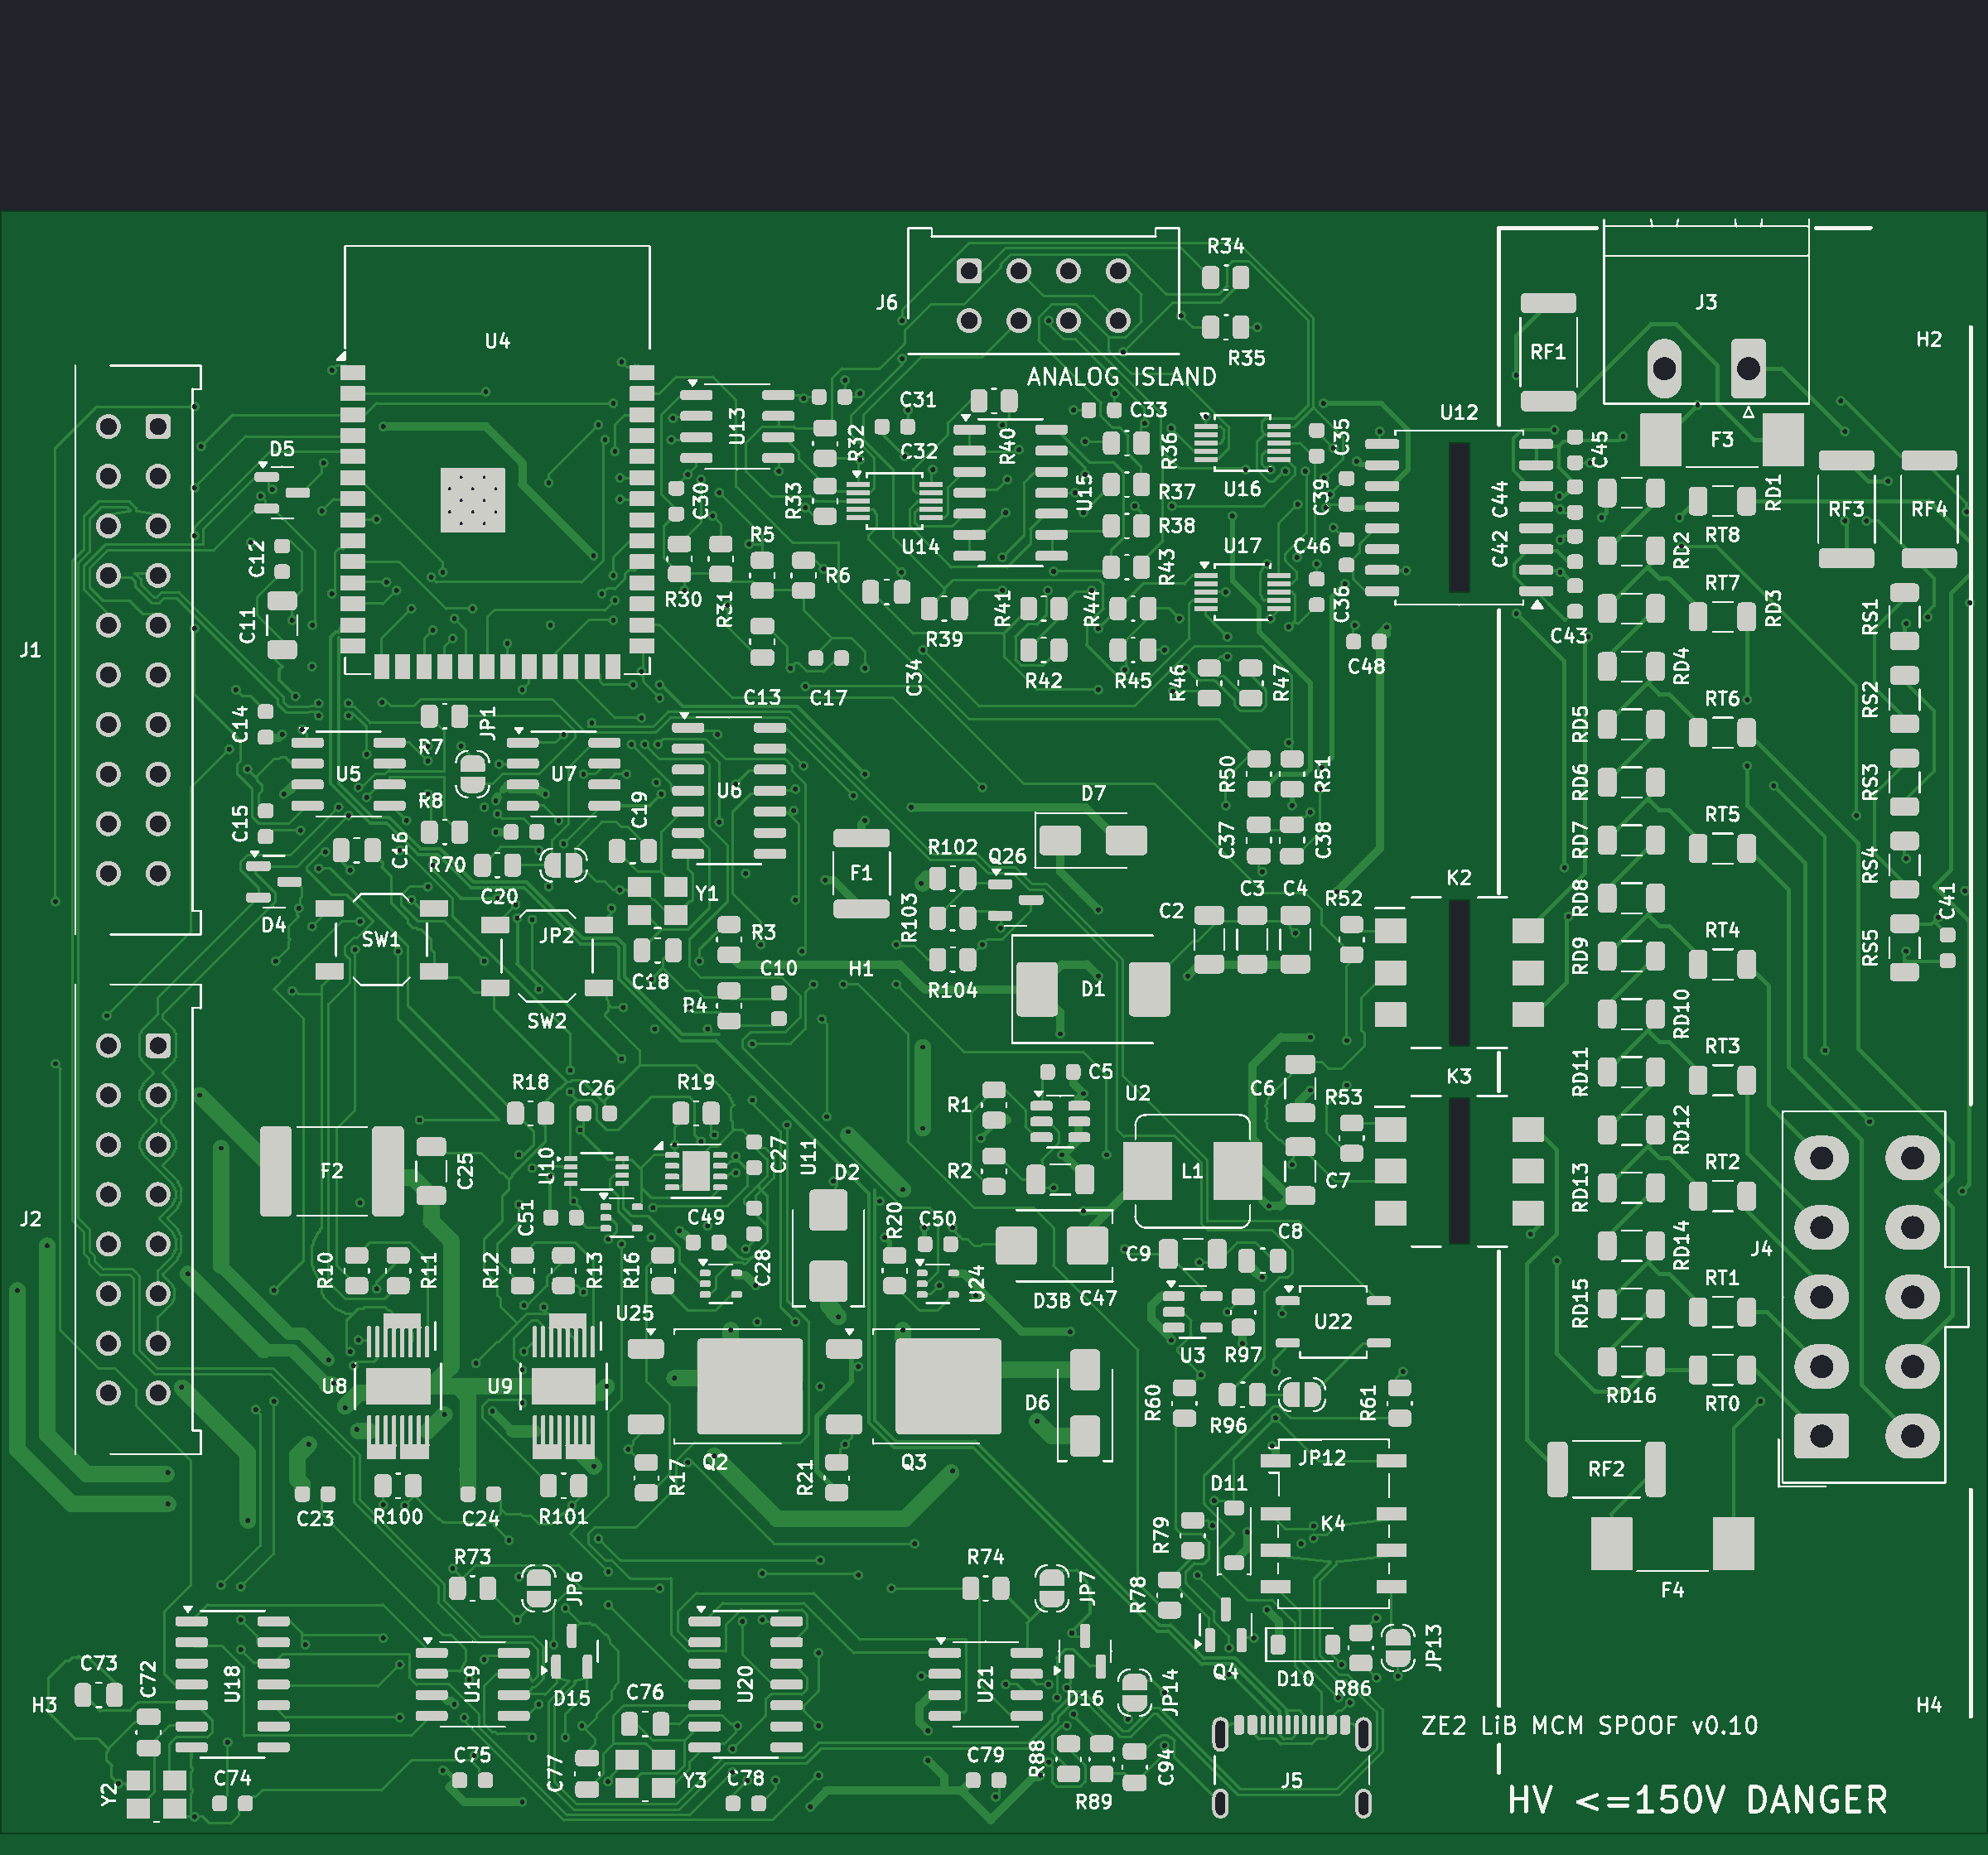 R34
J6
J3
H2
R35
U4
RF1
ANALOG ISLAND
C31
C33
1
U12
U13
R32
R40
R36
C35
C45
F3
D5
C32
RD1
C30
R33
U15
R37
U16
C39
C44
RF3
RF4
R5
R38
RT8
C12
U14
U17
C46
C42
RD2
R6
R43
RT7
R30
R31
R41
R44
C36
RD3
RS1
C11
R39
C43
J1
C34
R42
R45
C48
RD4
R46
R47
C13
C17
RT6
RS2
C14
JP1
RD5
R7
U5
U7
R50
R51
RD6
RS3
U6
D7
R8
C19
RT5
C15
C37
C38
RD7
C16
R102
R70
Q26
F1
RS4
C20
Y1
K2
RD8
C3
C4
R52
C41
R103
C2
D4
SW1
JP2
R3
RT4
RS5
RD9
C18
C10
H1
R104
D1
R4
RD10
SW2
RT3
C5
K3
RD11
R18
C26
R19
U2
C6
R53
R1
RD12
U11
C27
F2
C25
U10
D2
R2
L1
C7
RT2
RD13
J2
C51
R20
C49
C50
C8
RD14
J4
C9
R10
R11
R12
R13
R16
C28
U24
RT1
RD15
U25
D3B
C47
U22
U3
R97
U8
U9
D6
R60
R96
R61
RD16
RT0
Q2
Q3
JP12
R17
R21
D11
RF2
C23
R100
C24
R101
K4
R79
R73
R74
JP6
JP7
R78
F4
JP13
C73
C72
U18
U19
D15
U20
U21
D16
JP14
Q4
D10
R86
H3
H4
C76
ZE2 LiB MCM SPOOF v0.10
C75
C77
C79
R88
C94
Y2
C74
Y3
C78
R89
J5
HV <=150V DANGER